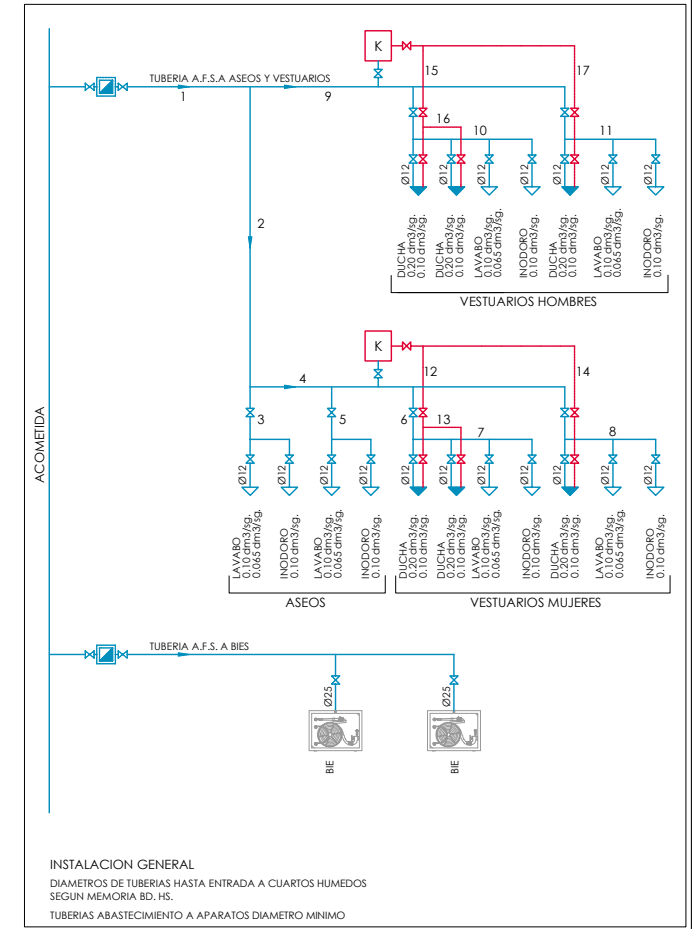 K
15
17
TUBERIA A.F.S.A ASEOS Y VESTUARIOS
1
9
16
10
11
Ø12
Ø12
Ø12
Ø12
Ø12
Ø12
Ø12
2
DUCHA
0.20 dm3/sg.
0.10 dm3/sg.
DUCHA
0.20 dm3/sg.
0.10 dm3/sg.
LAVABO
0.10 dm3/sg.
0.065 dm3/sg.
INODORO
0.10 dm3/sg.
DUCHA
0.20 dm3/sg.
0.10 dm3/sg.
LAVABO
0.10 dm3/sg.
0.065 dm3/sg.
INODORO
0.10 dm3/sg.
VESTUARIOS HOMBRES
K
12
14
4
3
5
6
13
7
8
ACOMETIDA
Ø12
Ø12
Ø12
Ø12
Ø12
Ø12
Ø12
Ø12
Ø12
Ø12
Ø12
LAVABO
0.10 dm3/sg.
0.065 dm3/sg.
INODORO
0.10 dm3/sg.
LAVABO
0.10 dm3/sg.
0.065 dm3/sg.
INODORO
0.10 dm3/sg.
DUCHA
0.20 dm3/sg.
0.10 dm3/sg.
DUCHA
0.20 dm3/sg.
0.10 dm3/sg.
LAVABO
0.10 dm3/sg.
0.065 dm3/sg.
INODORO
0.10 dm3/sg.
DUCHA
0.20 dm3/sg.
0.10 dm3/sg.
LAVABO
0.10 dm3/sg.
0.065 dm3/sg.
INODORO
0.10 dm3/sg.
ASEOS
VESTUARIOS MUJERES
TUBERIA A.F.S. A BIES
Ø25
Ø25
BIE
BIE
INSTALACION GENERAL
DIAMETROS DE TUBERIAS HASTA ENTRADA A CUARTOS HUMEDOS
SEGUN MEMORIA BD. HS.
TUBERIAS ABASTECIMIENTO A APARATOS DIAMETRO MINIMO